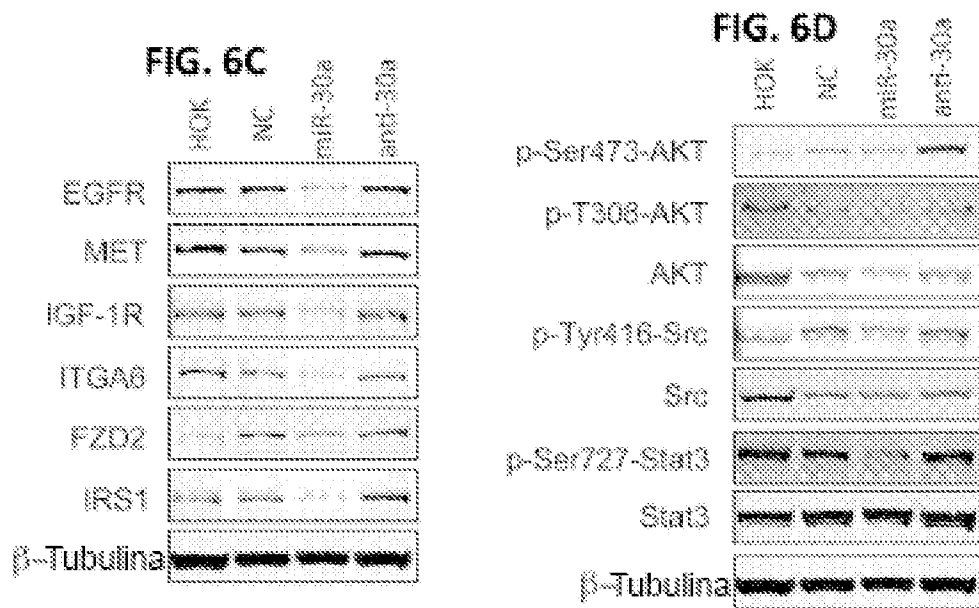 FIG. 6C
HOK NC miR-30a anti-30a
EGFR
MET
IGF-1R
ITGA6
FZD2
IRS1
β-Tubulina
FIG. 6D
HOK NC miR-30a anti-30a
p-Ser473-AKT
p-T308-AKT
AKT
p-Tyr416-Src
Src
p-Ser727-Stat3
Stat3
β-Tubulina